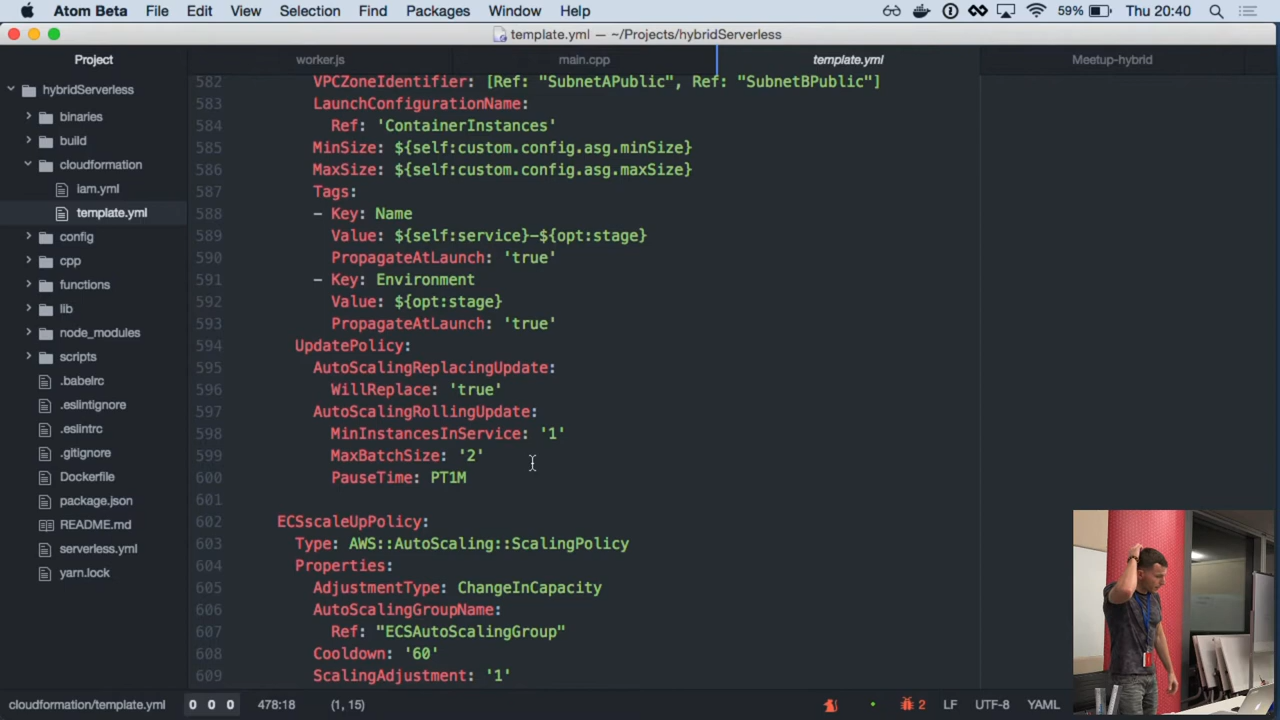 Atom Beta File Edit View Selection Find Packages Window Help 59% Thu 20:40
template.yml — ~/Projects/hybridServerless
Project
worker.js
main.cpp
template.yml
Meetup-hybrid
hybridServerless
binaries
build
cloudformation
iam.yml
template.yml
config
cpp
functions
lib
node_modules
scripts
.babelrc
.eslintignore
.eslintrc
.gitignore
Dockerfile
package.json
README.md
serverless.yml
yarn.lock
582 VPCZoneIdentifier: [Ref: "SubnetAPublic", Ref: "SubnetBPublic"]
583 LaunchConfigurationName:
584 Ref: 'ContainerInstances'
585 MinSize: ${self:custom.config.asg.minSize}
586 MaxSize: ${self:custom.config.asg.maxSize}
587 Tags:
588 - Key: Name
589 Value: ${self:service}-${opt:stage}
590 PropagateAtLaunch: 'true'
591 - Key: Environment
592 Value: ${opt:stage}
593 PropagateAtLaunch: 'true'
594 UpdatePolicy:
595 AutoScalingReplacingUpdate:
596 WillReplace: 'true'
597 AutoScalingRollingUpdate:
598 MinInstancesInService: '1'
599 MaxBatchSize: '2'
600 PauseTime: PT1M
601
602 ECSscaleUpPolicy:
603 Type: AWS::AutoScaling::ScalingPolicy
604 Properties:
605 AdjustmentType: ChangeInCapacity
606 AutoScalingGroupName:
607 Ref: "ECSAutoScalingGroup"
608 Cooldown: '60'
609 ScalingAdjustment: '1'
cloudformation/template.yml 0 0 0 478:18 (1, 15) 2 LF UTF-8 YAML